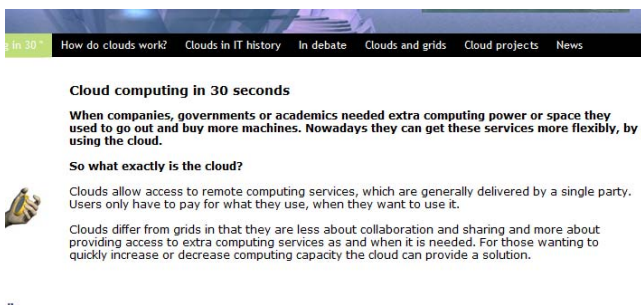 g in 30" How do clouds work? Clouds in IT history In debate Clouds and grids Cloud projects News
Cloud computing in 30 seconds
When companies, governments or academics needed extra computing power or space they
used to go out and buy more machines. Nowadays they can get these services more flexibly, by
using the cloud.
So what exactly is the cloud?
Clouds allow access to remote computing services, which are generally delivered by a single party.
Users only have to pay for what they use, when they want to use it.
Clouds differ from grids in that they are less about collaboration and sharing and more about
providing access to extra computing services as and when it is needed. For those wanting to
quickly increase or decrease computing capacity the cloud can provide a solution.